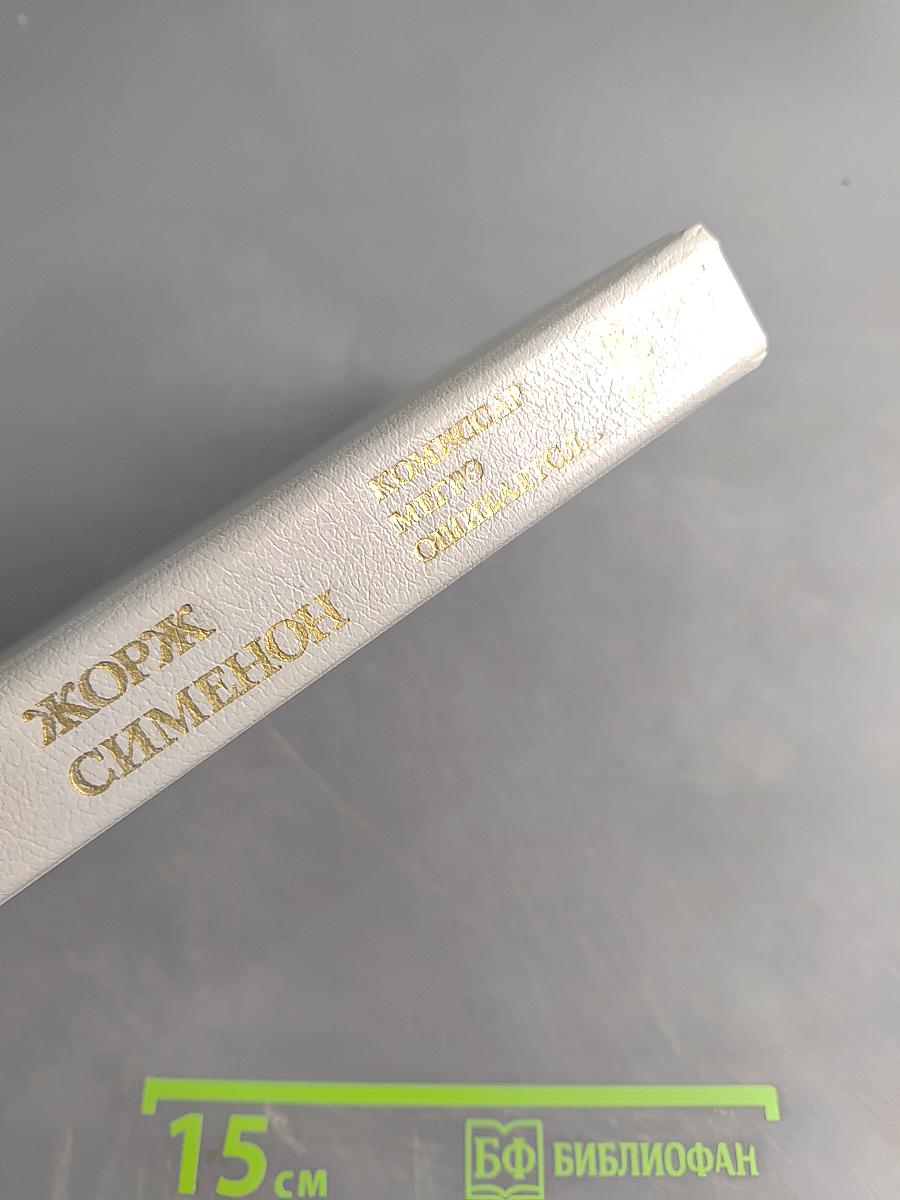 ЖОРЖ
СИМЕНОН
КОМИССАР
МЕГРЭ
ОШИБАЕТСЯ...
15 см
БФ БИБЛИОФАН